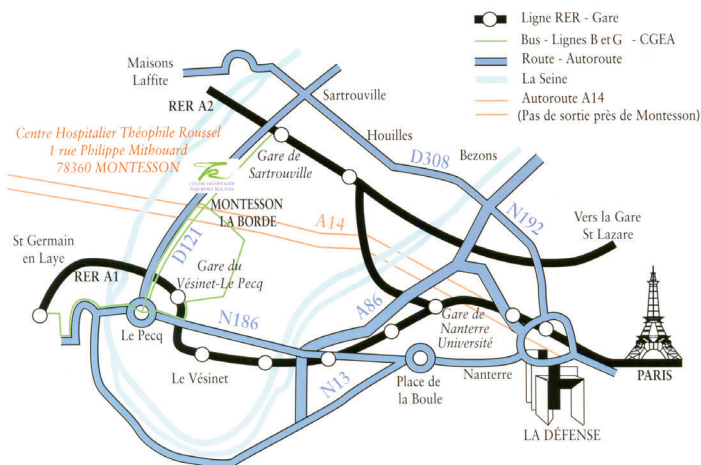 Ligne RER - Gare
Bus - Lignes B et G - CGEA
Route - Autoroute
La Seine
Autoroute A14
(Pas de sortie près de Montesson)
Maisons
Laffite
RER A2
Sartrouville
Centre Hospitalier Théophile Roussel
1 rue Philippe Mithouard
78360 MONTESSON
Houilles
Gare de
Sartrouville
D308
Bezons
CENTRE HOSPITALIER
THÉOPHILE ROUSSEL
MONTESSON
LA BORDE
A14
N192
Vers la Gare
St Lazare
St Germain
en Laye
RER A1
D121
Gare du
Vésinet-Le Pecq
A86
Gare de
Nanterre
Université
Le Pecq
N186
Le Vésinet
N13
Place de
la Boule
Nanterre
PARIS
LA DÉFENSE